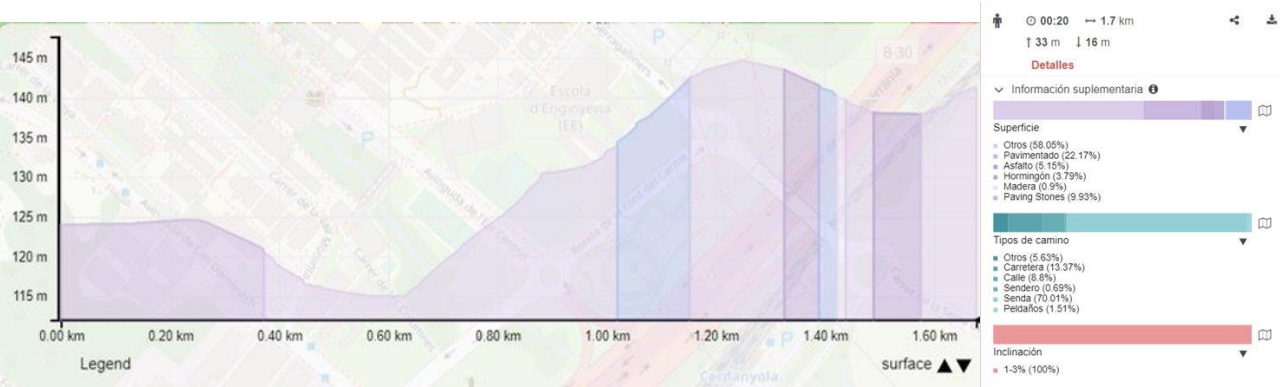 145 m
140 m
135 m
130 m
125 m
120 m
115 m
0.00 km 0.20 km 0.40 km 0.60 km 0.80 km 1.00 km 1.20 km 1.40 km 1.60 km
Legend
surface ▲▼
P
B-30
Escola
d'Enginyeria
(EE)
P
P
Cerdanyola
00:20 1.7 km
↑ 33 m ↓ 16 m
Detalles
Información suplementaria
Superficie
Otros (58.05%)
Pavimentado (22.17%)
Asfalto (5.15%)
Hormingón (3.79%)
Madera (0.9%)
Paving Stones (9.93%)
Tipos de camino
Otros (5.63%)
Carretera (13.37%)
Calle (8.8%)
Sendero (0.69%)
Senda (70.01%)
Peldaños (1.51%)
Inclinación
1-3% (100%)